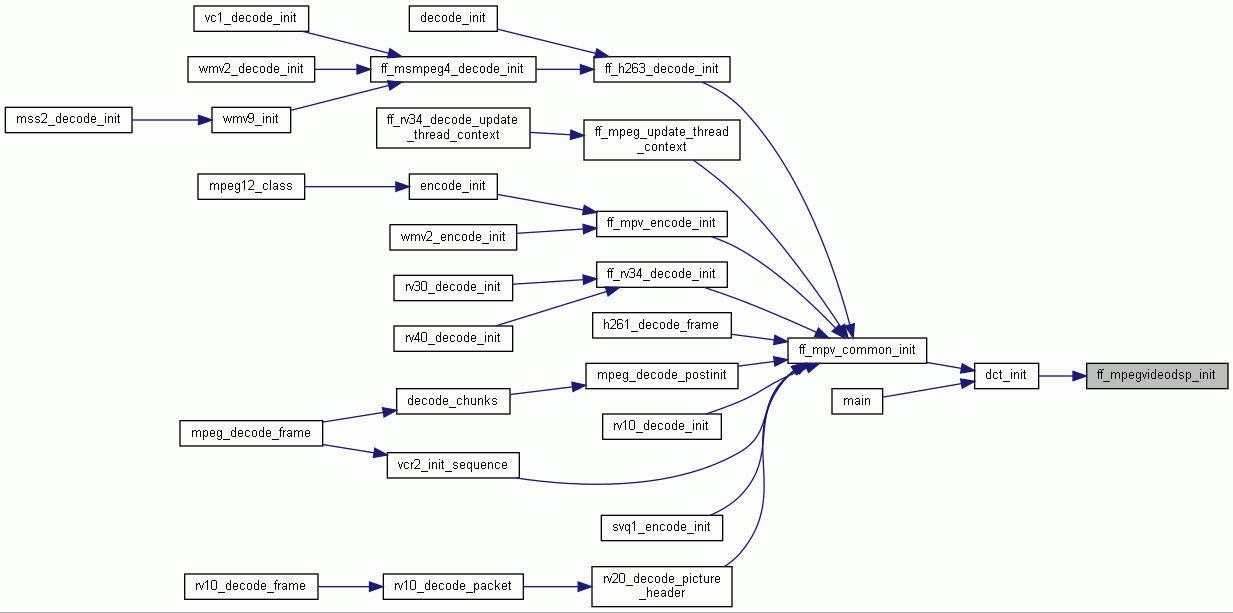 vc1_decode_init
decode_init
wmv2_decode_init
ff_msmpeg4_decode_init
ff_h263_decode_init
mss2_decode_init
wmv9_init
ff_rv34_decode_update
_thread_context
ff_mpeg_update_thread
_context
mpeg12_class
encode_init
ff_mpv_encode_init
wmv2_encode_init
ff_rv34_decode_init
rv30_decode_init
h261_decode_frame
rv40_decode_init
ff_mpv_common_init
mpeg_decode_postinit
dct_init
ff_mpegvideodsp_init
decode_chunks
main
rv10_decode_init
mpeg_decode_frame
vcr2_init_sequence
svq1_encode_init
rv10_decode_frame
rv10_decode_packet
rv20_decode_picture
_header